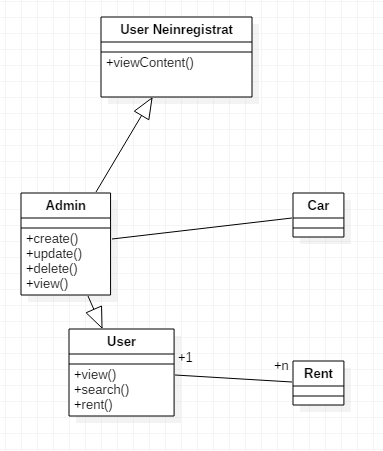 User Neinregistrat
+viewContent()
Admin
+create()
+update()
+delete()
+view()
Car
User
+view()
+search()
+rent()
+1
+n
Rent